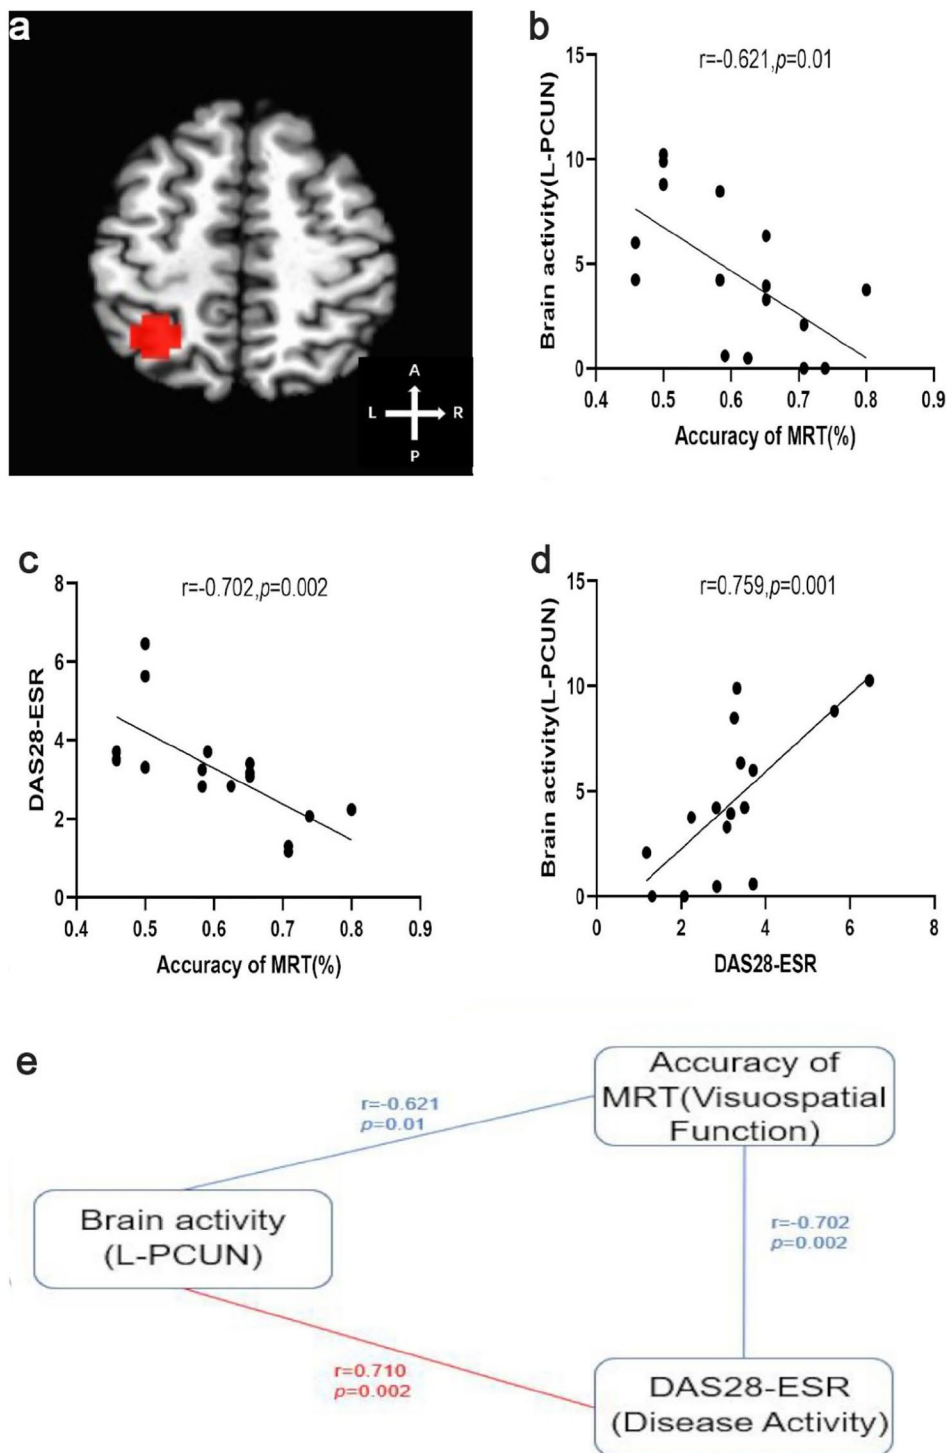 a
A
L R
P
b
r=-0.621,p=0.01
Brain activity(L-PCUN)
15
10
5
0
0.4 0.5 0.6 0.7 0.8 0.9
Accuracy of MRT(%)
c
r=-0.702,p=0.002
DAS28-ESR
8
6
4
2
0
0.4 0.5 0.6 0.7 0.8 0.9
Accuracy of MRT(%)
d
r=0.759,p=0.001
Brain activity(L-PCUN)
15
10
5
0
0 2 4 6 8
DAS28-ESR
e
Accuracy of
MRT(Visuospatial
Function)
r=-0.621
p=0.01
Brain activity
(L-PCUN)
r=-0.702
p=0.002
r=0.710
p=0.002
DAS28-ESR
(Disease Activity)